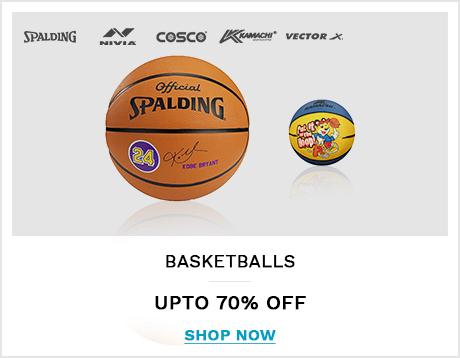 SPALDING NIVIA COSCO KAMACHI VECTOR X
Official
SPALDING
24
KOBE BRYANT
BASKETBALLS
UPTO 70% OFF
SHOP NOW